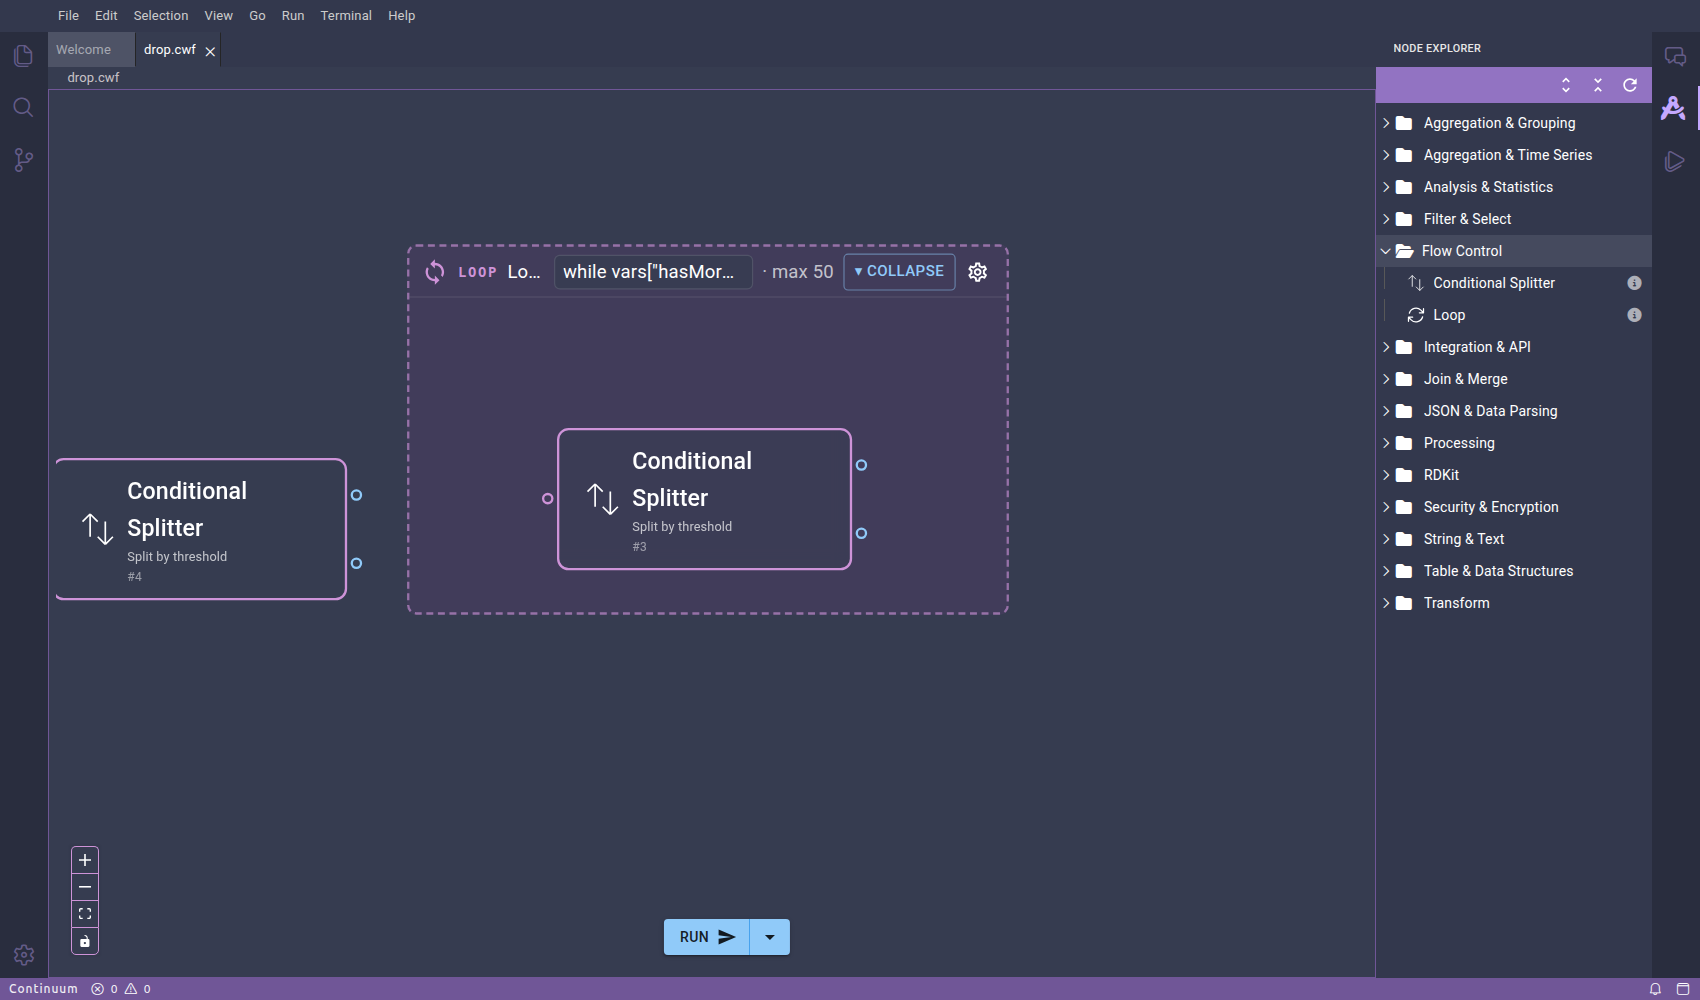 File Edit Selection View Go Run Terminal Help
Welcome drop.cwf
drop.cwf
NODE EXPLORER
Aggregation & Grouping
Aggregation & Time Series
Analysis & Statistics
Filter & Select
Flow Control
Conditional Splitter
Loop
Integration & API
Join & Merge
JSON & Data Parsing
Processing
RDKit
Security & Encryption
String & Text
Table & Data Structures
Transform
LOOP Lo... while vars["hasMor... · max 50 ▾ COLLAPSE
Conditional
Splitter
Split by threshold
#3
Conditional
Splitter
Split by threshold
#4
RUN
Continuum 0 0